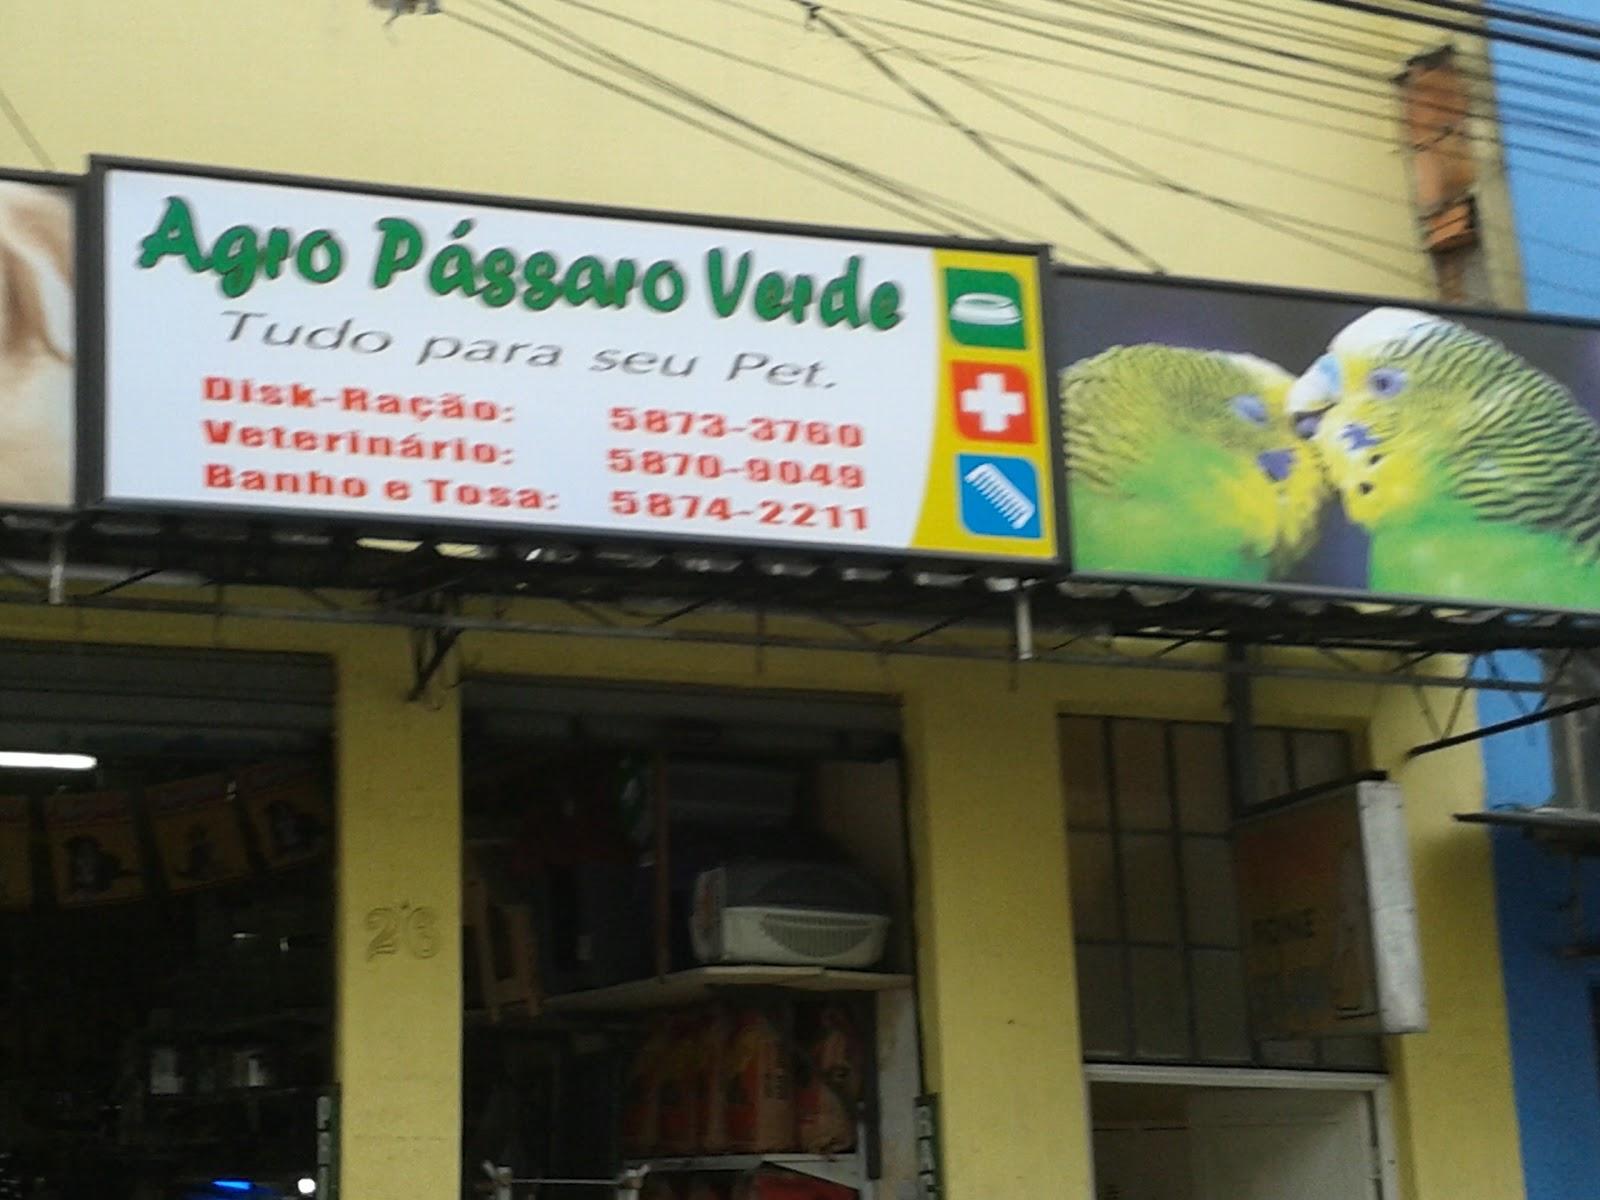 Agro Pássaro Verde
Tudo para seu Pet.
Disk-Ração: 5873-3760
Veterinário: 5870-9049
Banho e Tosa: 5874-2211